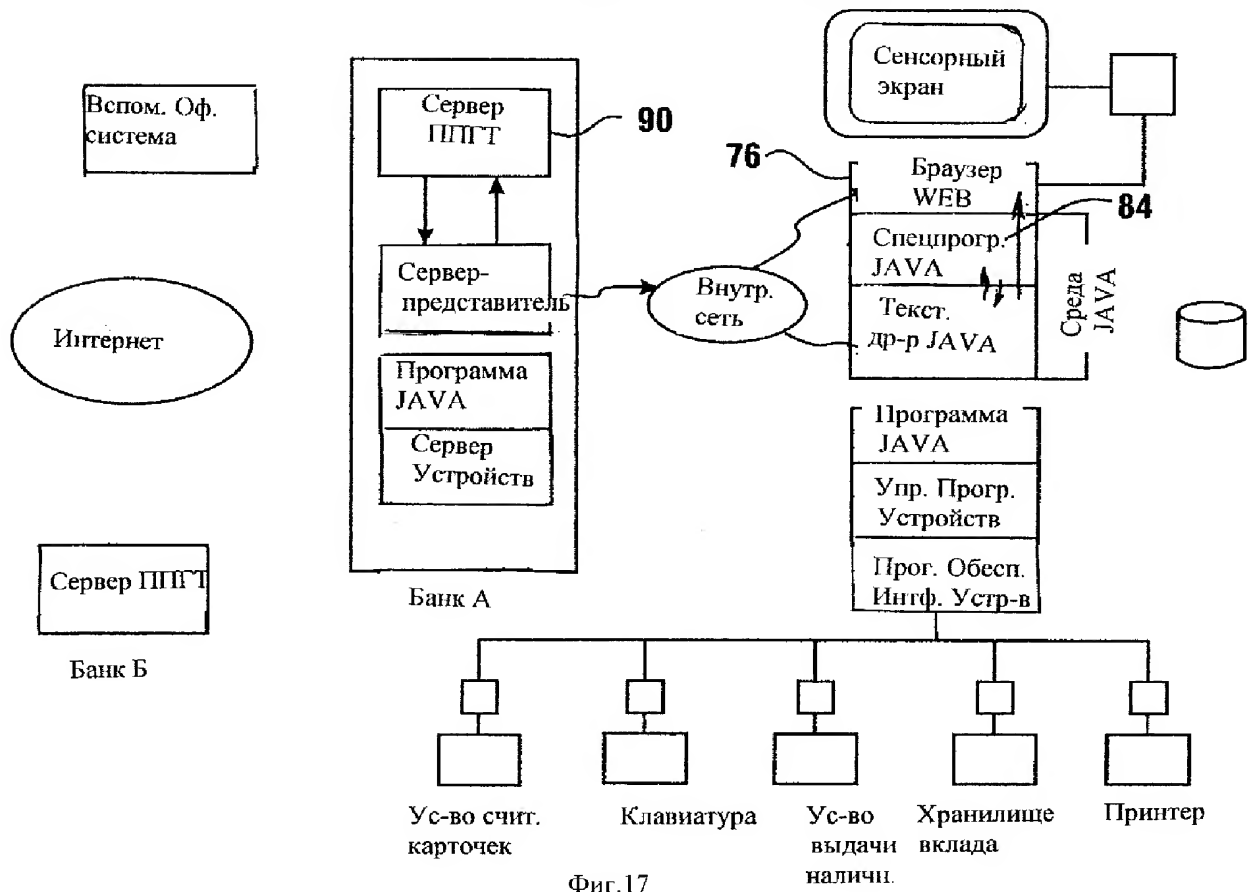 Вспом. Оф.
система
Интернет
Сервер ППГТ
Банк Б
Сервер
ППГТ
90
Сервер-
представитель
Программа
JAVA
Сервер
Устройств
Банк А
Внутр.
сеть
Сенсорный
экран
76
Браузер
WEB
84
Спецпрогр.
JAVA
Текст.
др-р JAVA
Среда
JAVA
Программа
JAVA
Упр. Прогр.
Устройств
Прог. Обесп.
Интф. Устр-в
Ус-во счит.
карточек
Клавиатура
Ус-во
выдачи
наличн.
Хранилище
вклада
Принтер
Фиг.17